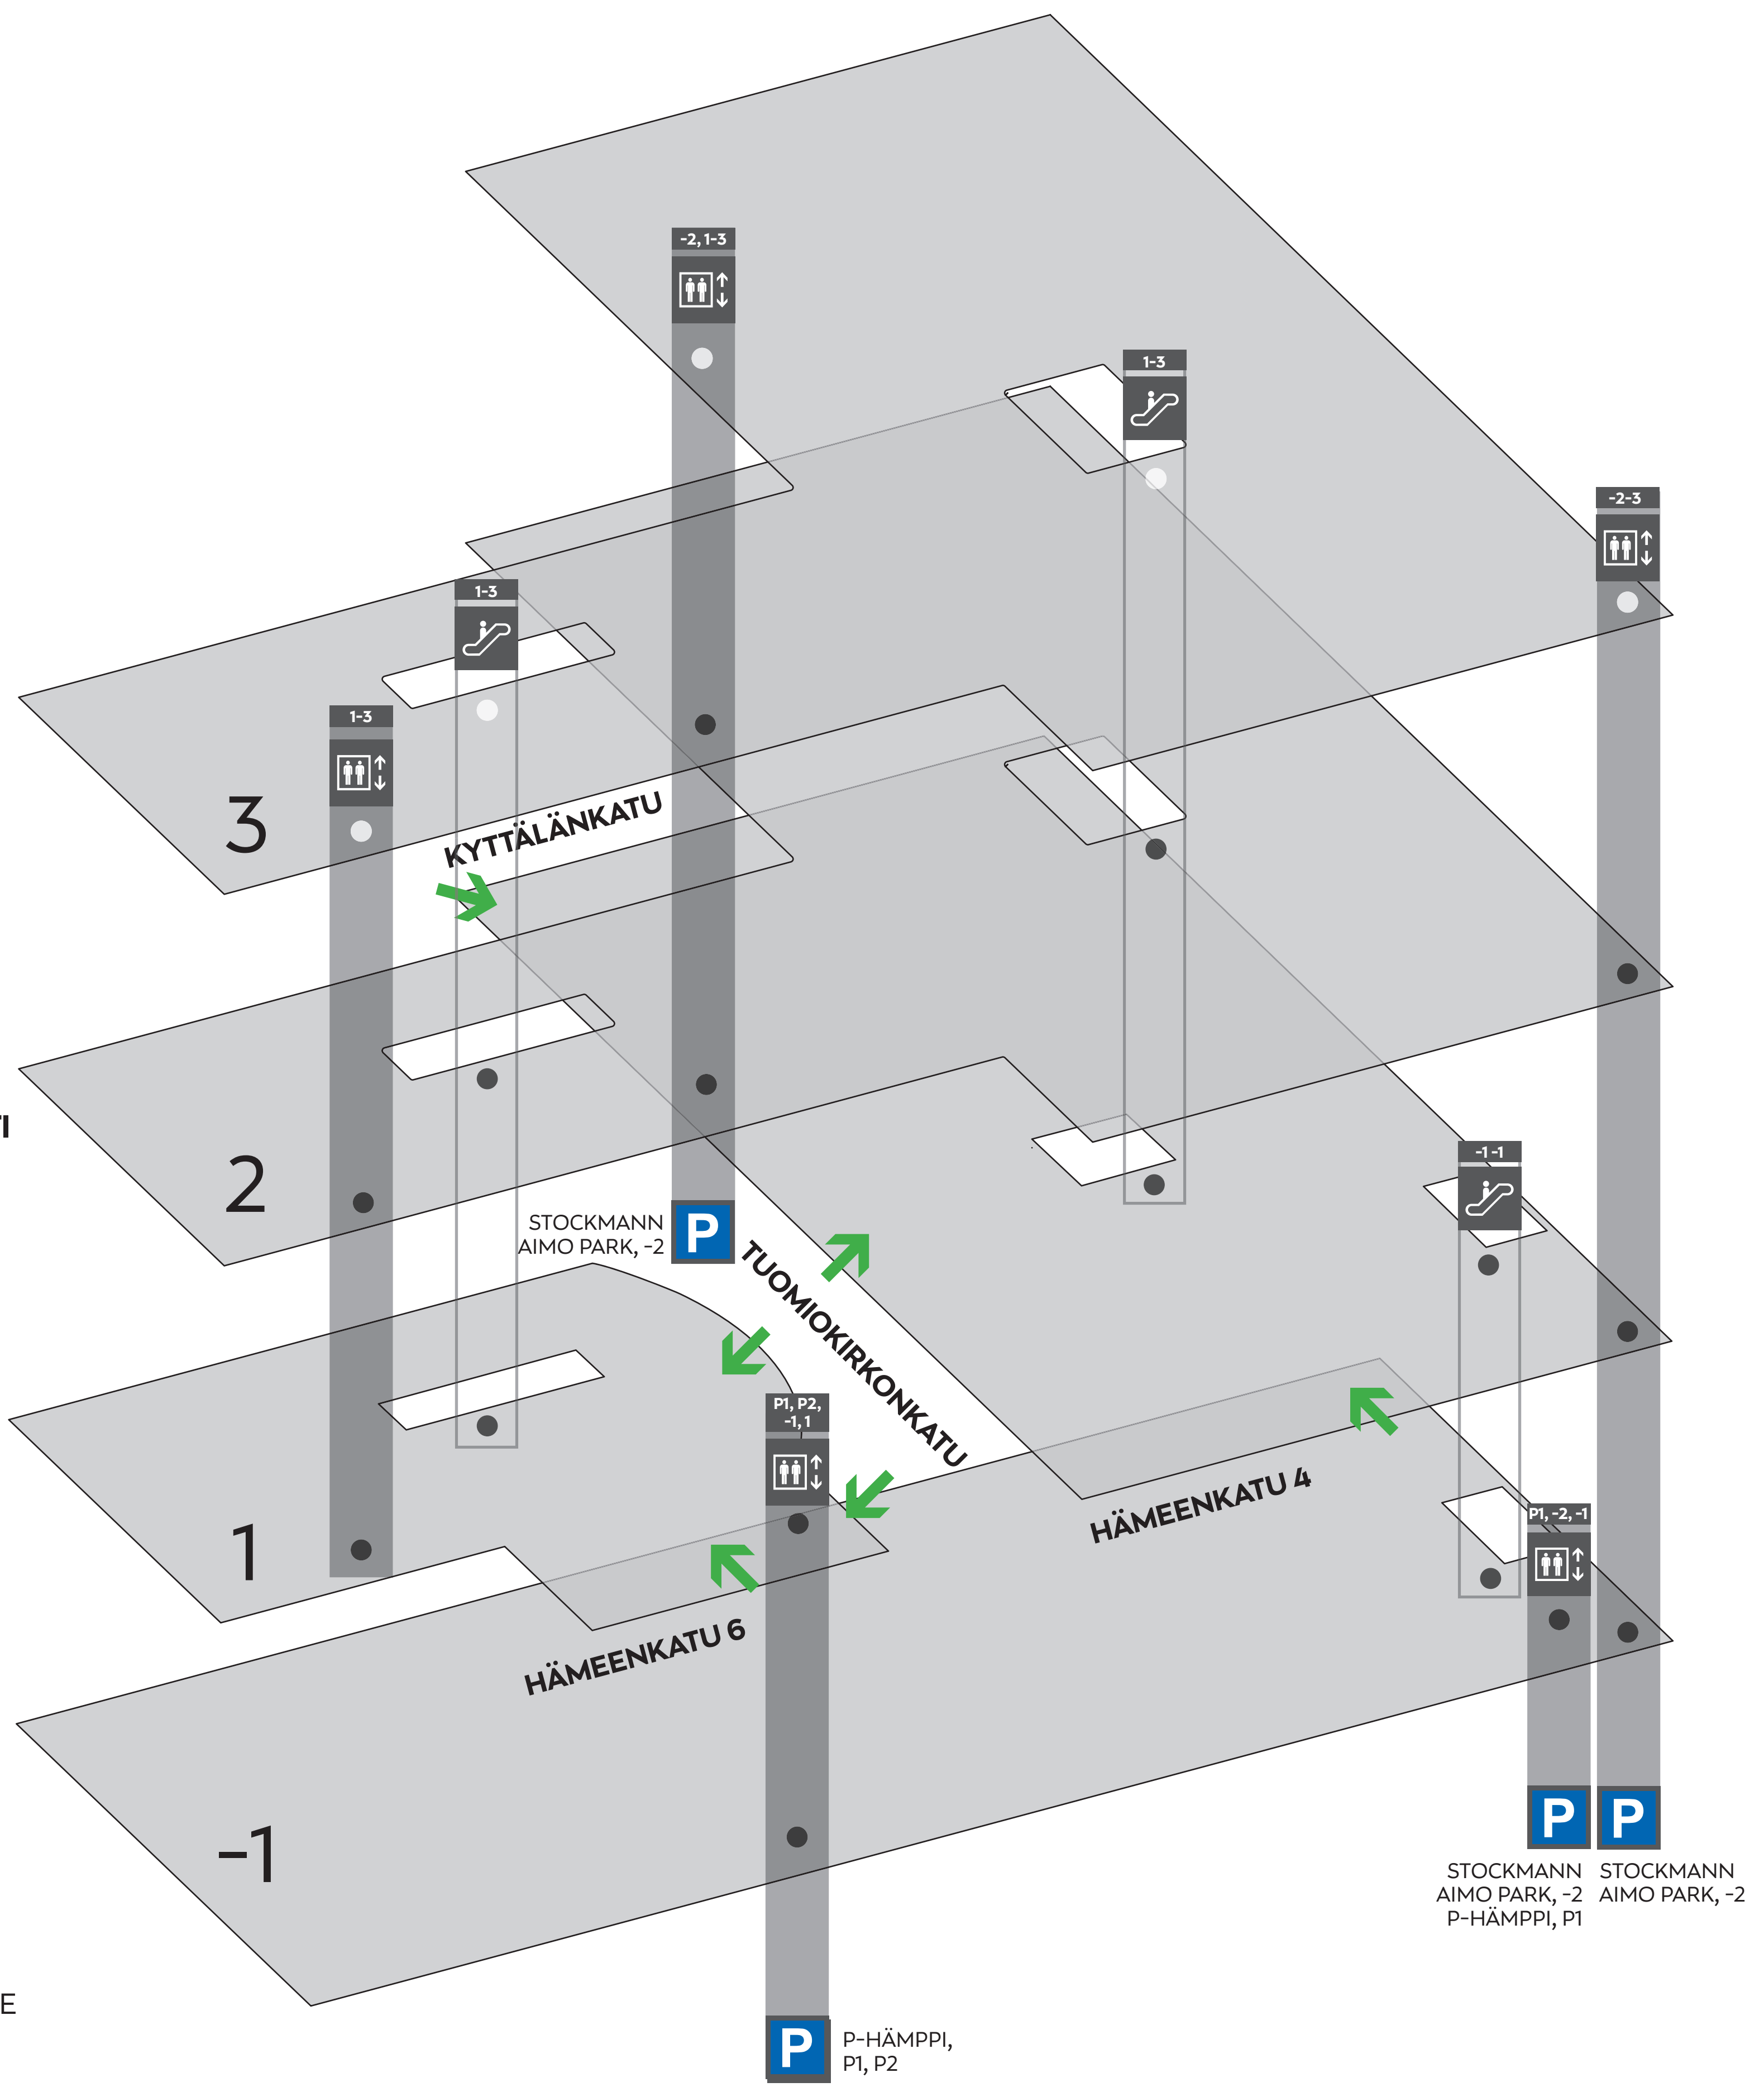 -2, 1-3
1-3
-2-3
1-3
1-3
3
KYTTÄLÄNKATU
-1 -1
2
STOCKMANN
AIMO PARK, -2
P
TUOMIOKIRKONKATU
P1, P2,
-1, 1
HÄMEENKATU 4
P1, -2, -1
1
HÄMEENKATU 6
-1
P
P
STOCKMANN
AIMO PARK, -2
P-HÄMPPI, P1
STOCKMANN
AIMO PARK, -2
E
P
P-HÄMPPI,
P1, P2